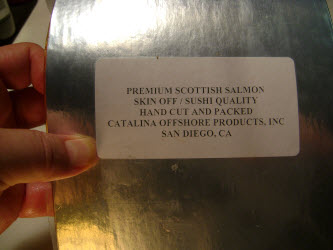 PREMIUM SCOTTISH SALMON
SKIN OFF / SUSHI QUALITY
HAND CUT AND PACKED
CATALINA OFFSHORE PRODUCTS, INC
SAN DIEGO, CA